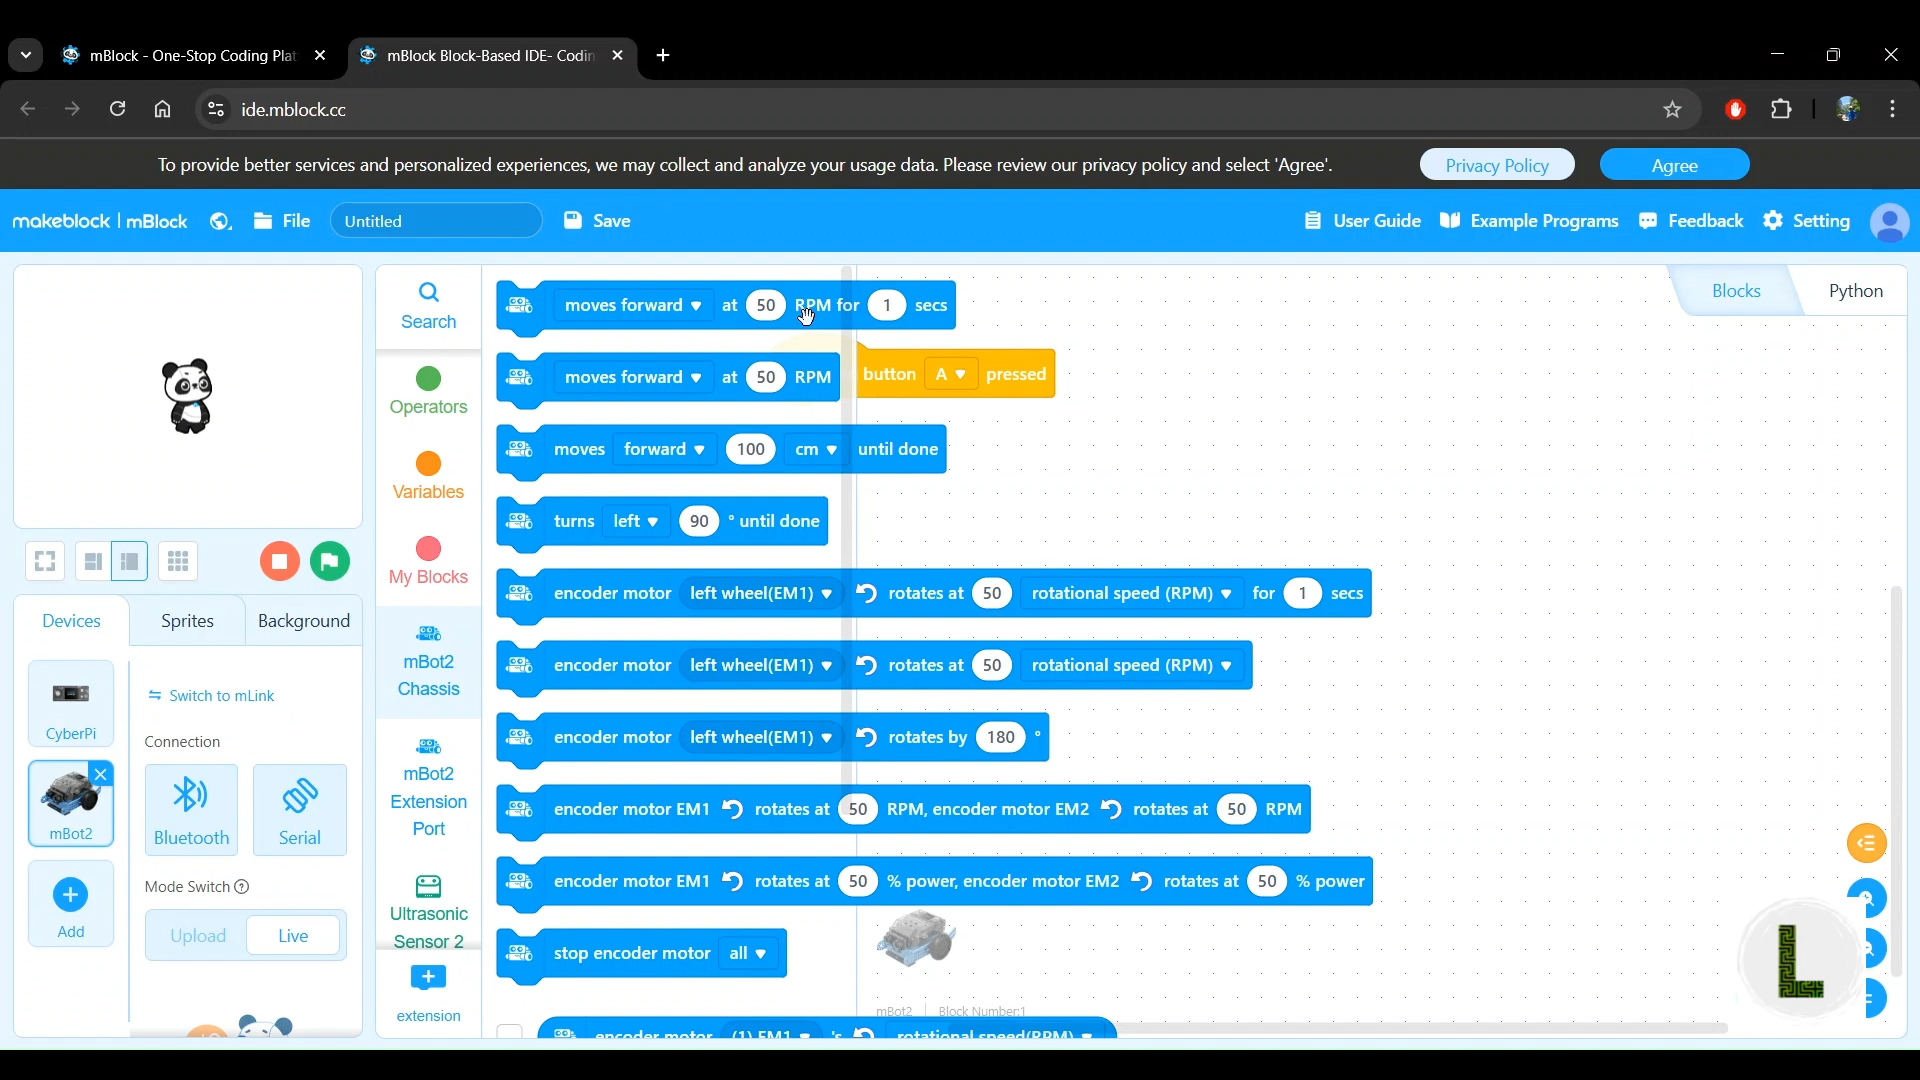 mBlock - One-Stop Coding Plat
mBlock Block-Based IDE- Codin
ide.mblock.cc
To provide better services and personalized experiences, we may collect and analyze your usage data. Please review our privacy policy and select 'Agree'.
Privacy Policy
Agree
makeblock | mBlock
File
Untitled
Save
User Guide
Example Programs
Feedback
Setting
Search
Operators
Variables
My Blocks
mBot2
Chassis
mBot2
Extension
Port
Ultrasonic
Sensor 2
extension
moves forward at 50 RPM for 1 secs
moves forward at 50 RPM
button A pressed
moves forward 100 cm until done
turns left 90 ° until done
encoder motor left wheel(EM1) rotates at 50 rotational speed (RPM) for 1 secs
encoder motor left wheel(EM1) rotates at 50 rotational speed (RPM)
encoder motor left wheel(EM1) rotates by 180 °
encoder motor EM1 rotates at 50 RPM, encoder motor EM2 rotates at 50 RPM
encoder motor EM1 rotates at 50 % power, encoder motor EM2 rotates at 50 % power
stop encoder motor all
encoder motor (1) EM1 's rotational speed(RPM)
mBot2 | Block Number:1
Blocks
Python
Devices
Sprites
Background
CyberPi
mBot2
Add
Switch to mLink
Connection
Bluetooth
Serial
Mode Switch
Upload
Live
L